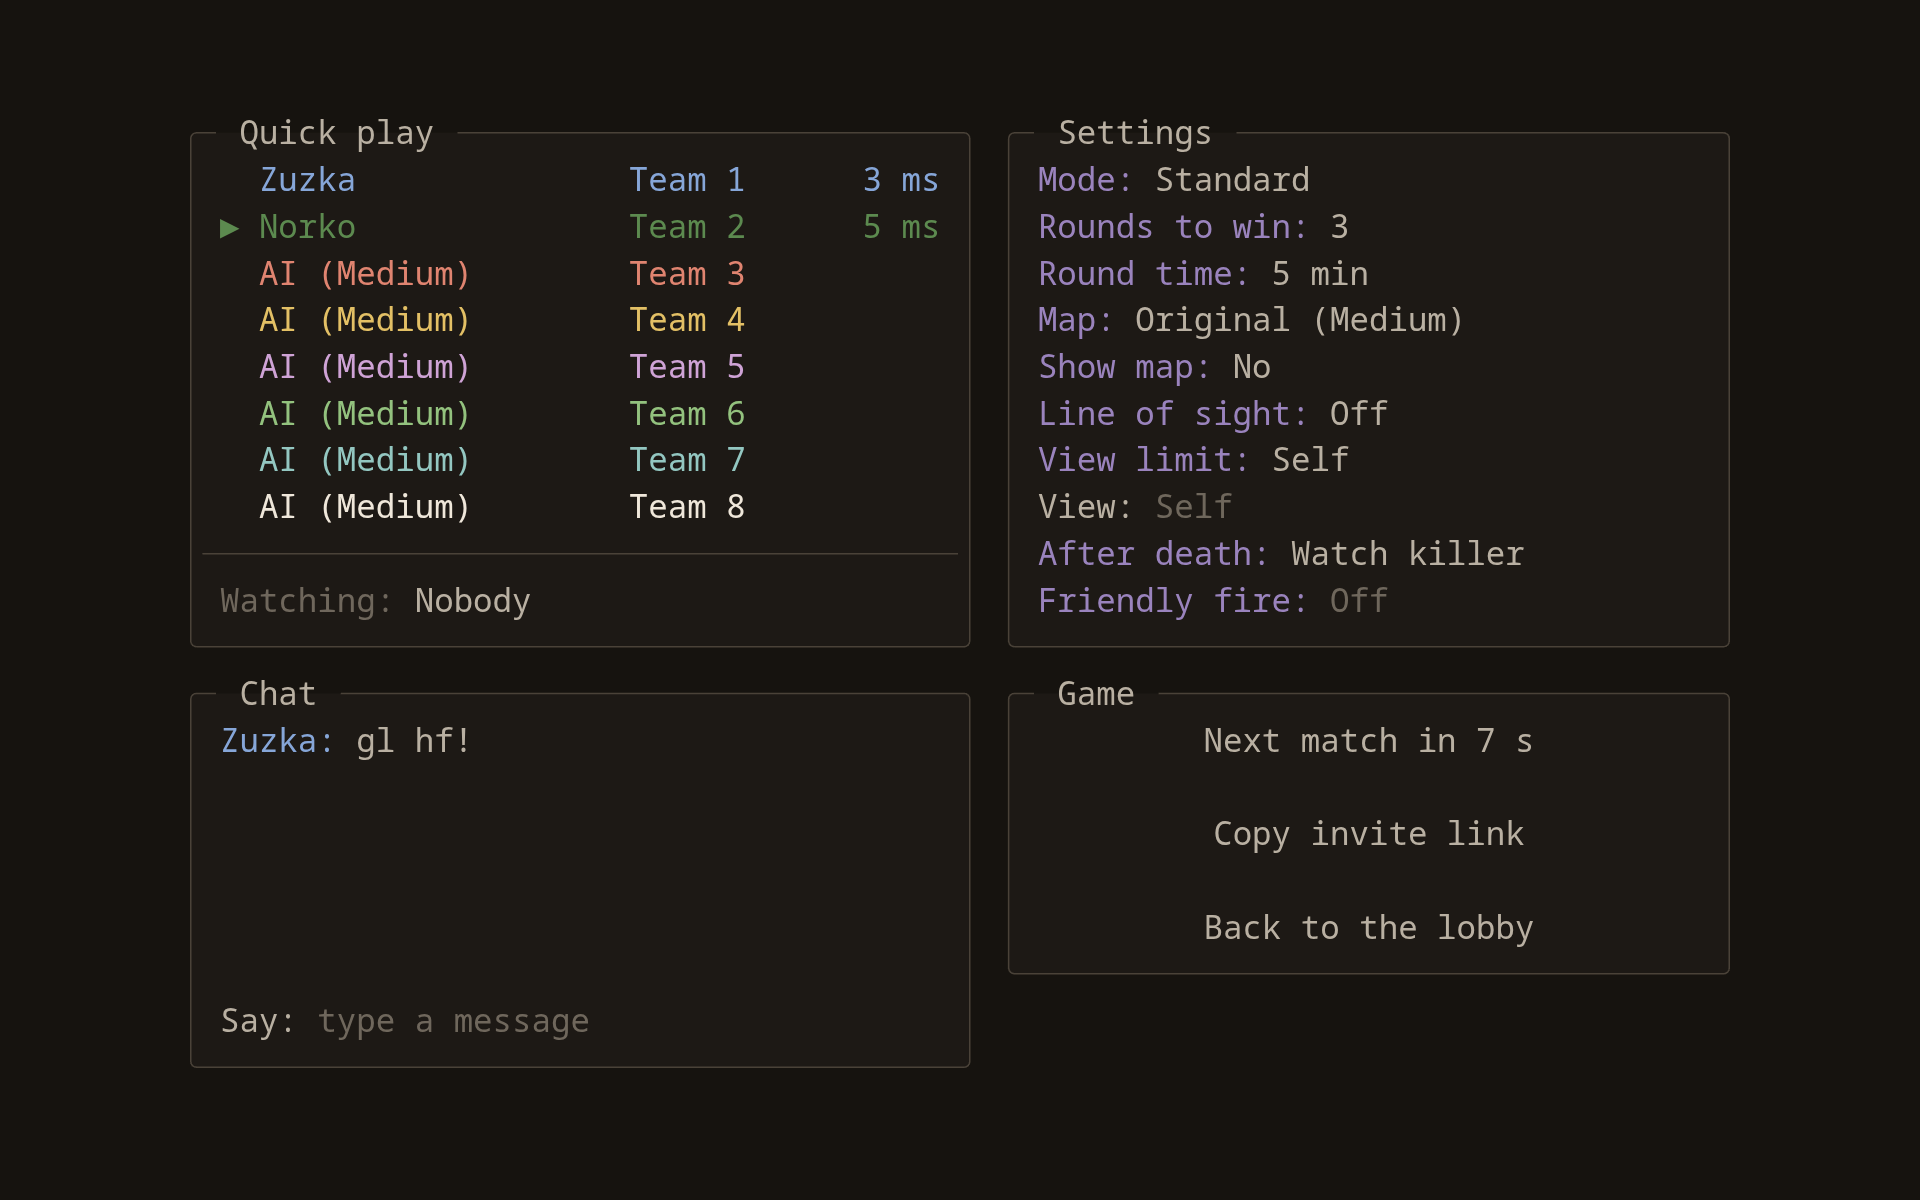 Quick play
Zuzka Team 1 3 ms
▶ Norko Team 2 5 ms
AI (Medium) Team 3
AI (Medium) Team 4
AI (Medium) Team 5
AI (Medium) Team 6
AI (Medium) Team 7
AI (Medium) Team 8
Watching: Nobody
Settings
Mode: Standard
Rounds to win: 3
Round time: 5 min
Map: Original (Medium)
Show map: No
Line of sight: Off
View limit: Self
View: Self
After death: Watch killer
Friendly fire: Off
Chat
Zuzka: gl hf!
Say: type a message
Game
Next match in 7 s
Copy invite link
Back to the lobby